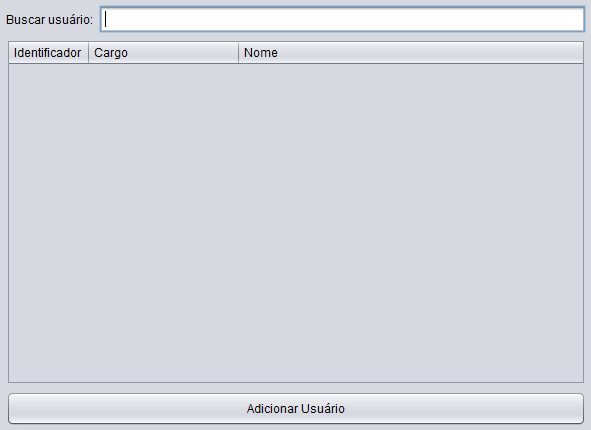 Buscar usuário:
Identificador Cargo Nome
Adicionar Usuário